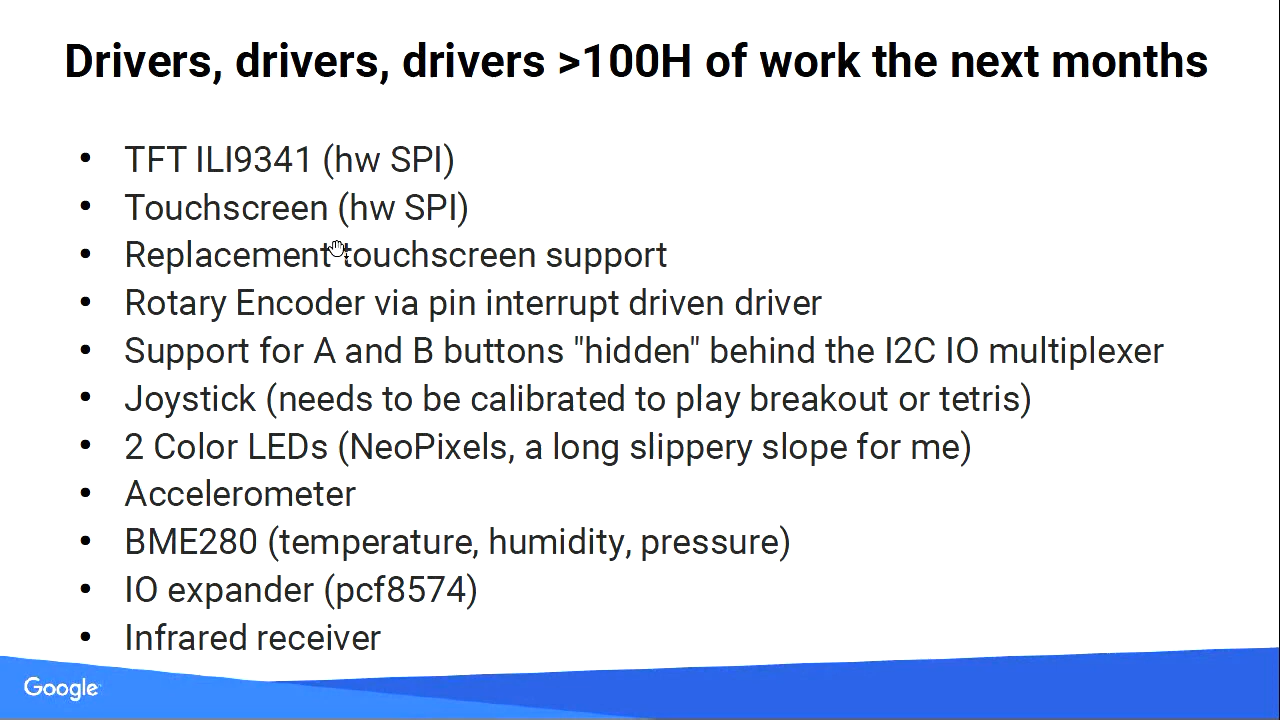 Drivers, drivers, drivers >100H of work the next months
• TFT ILI9341 (hw SPI)
• Touchscreen (hw SPI)
• Replacement touchscreen support
• Rotary Encoder via pin interrupt driven driver
• Support for A and B buttons "hidden" behind the I2C IO multiplexer
• Joystick (needs to be calibrated to play breakout or tetris)
• 2 Color LEDs (NeoPixels, a long slippery slope for me)
• Accelerometer
• BME280 (temperature, humidity, pressure)
• IO expander (pcf8574)
• Infrared receiver
Google